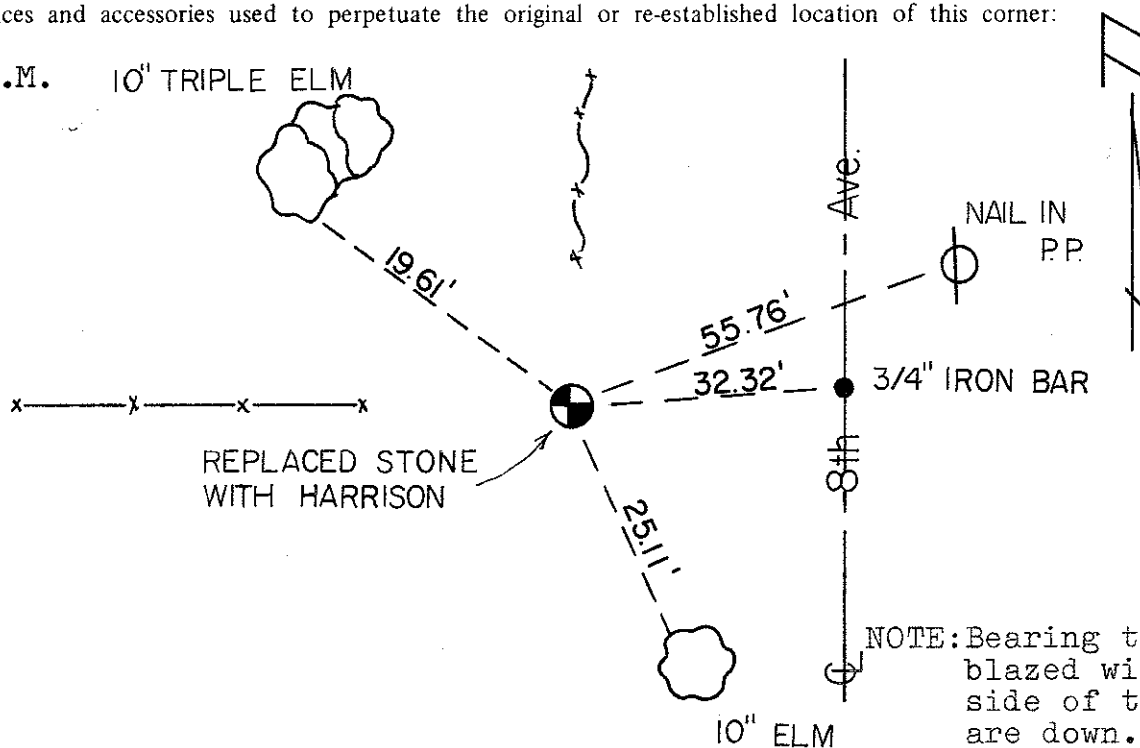 ces and accessories used to perpetuate the original or re-established location of this corner:
.M.
10" TRIPLE ELM
8th Ave.
NAIL IN
P.P.
19.61'
55.76'
32.32'
3/4" IRON BAR
REPLACED STONE
WITH HARRISON
25.11'
10" ELM
NOTE: Bearing t
blazed wi
side of t
are down.